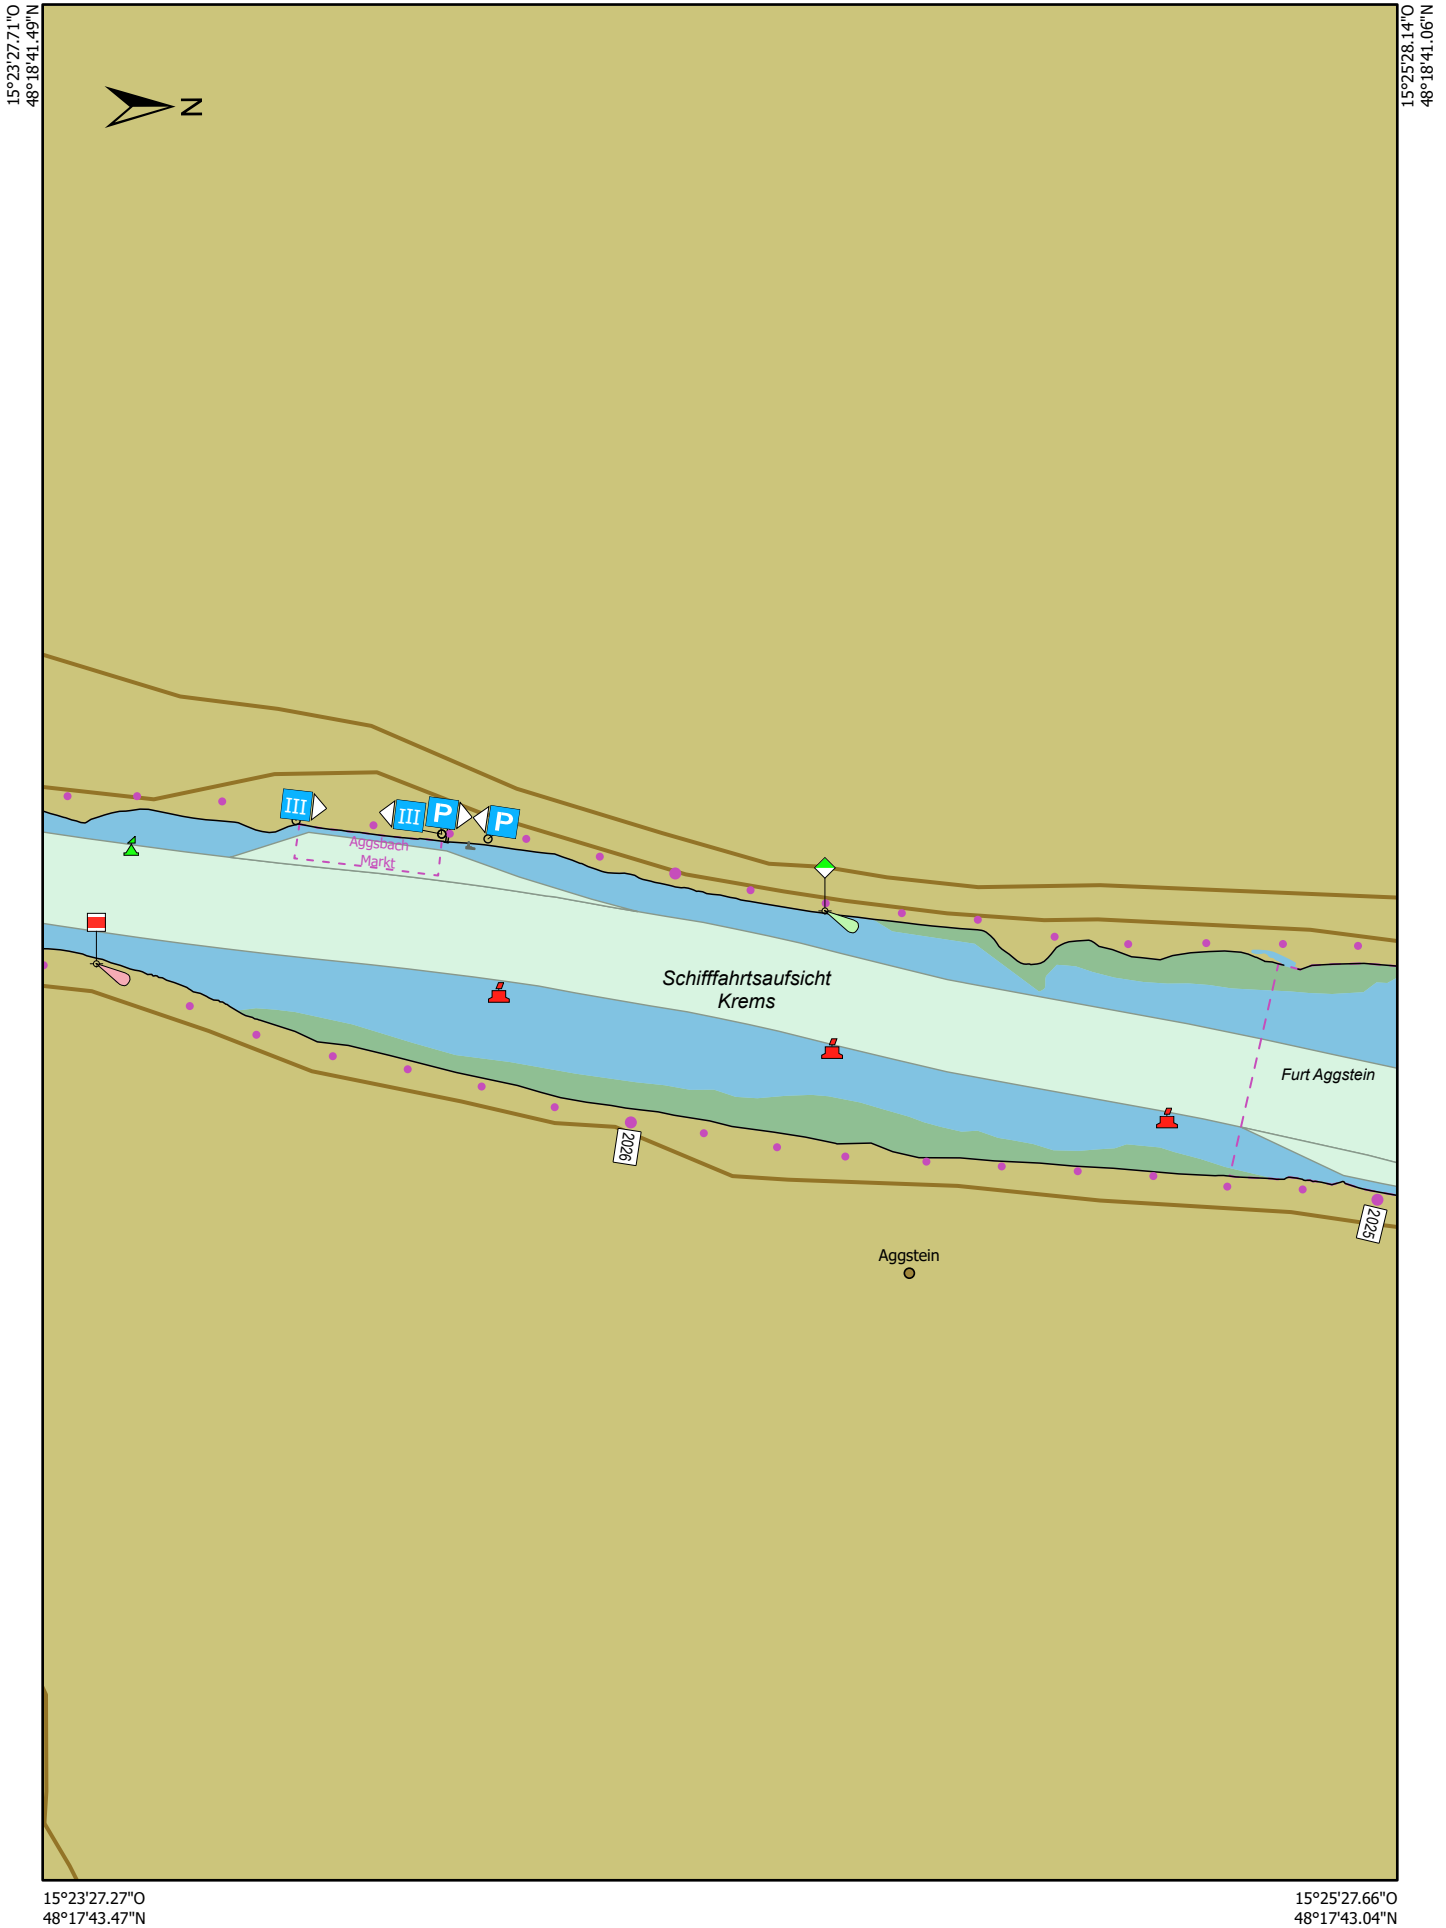 15°23'27.71"O
48°18'41.49"N
15°25'28.14"O
48°18'41.06"N
N
III
III
P
P
Aggsbach
Markt
Schifffahrtsaufsicht
Krems
Furt Aggstein
2026
2025
Aggstein
15°23'27.27"O
48°17'43.47"N
15°25'27.66"O
48°17'43.04"N